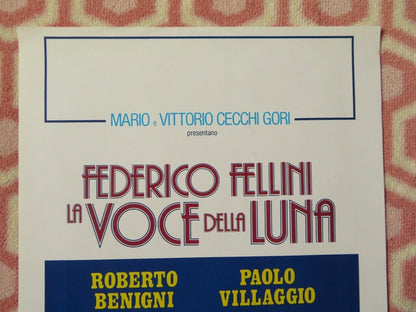 MARIO e VITTORIO CECCHI GORI
presentano
FEDERICO FELLINI
LA VOCE DELLA LUNA
ROBERTO PAOLO
BENIGNI VILLAGGIO